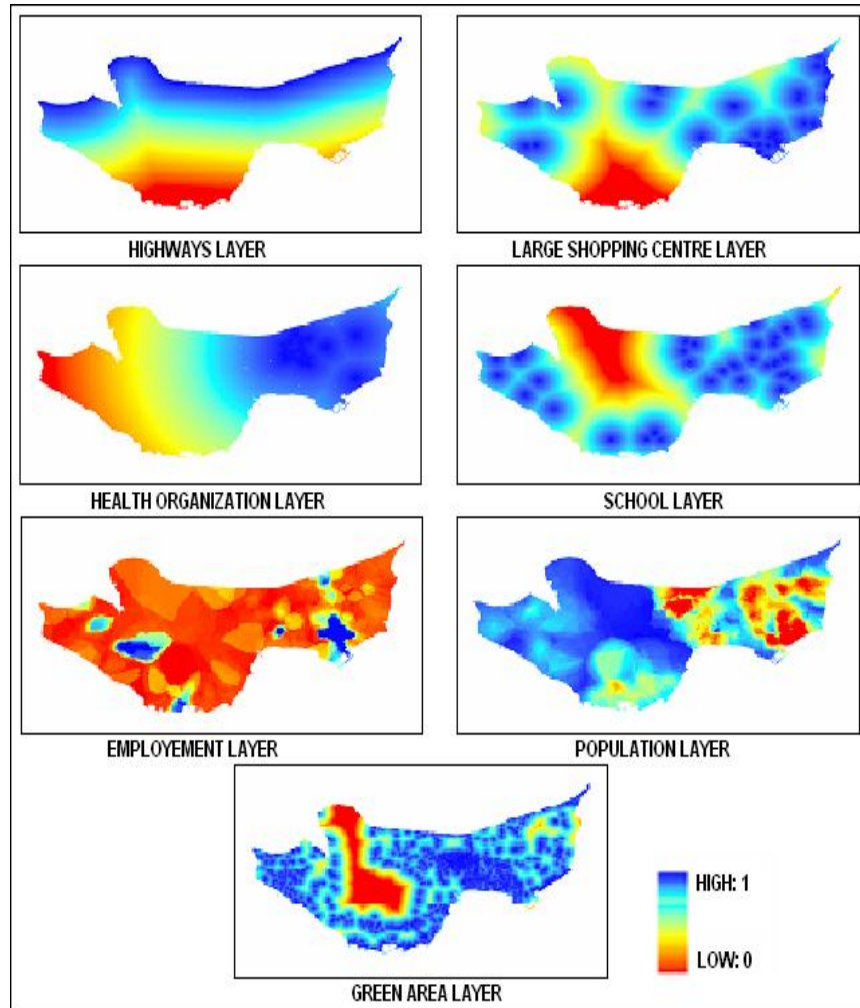 HIGHWAYS LAYER
LARGE SHOPPING CENTRE LAYER
HEALTH ORGANIZATION LAYER
SCHOOL LAYER
EMPLOYEMENT LAYER
POPULATION LAYER
HIGH: 1
LOW: 0
GREEN AREA LAYER